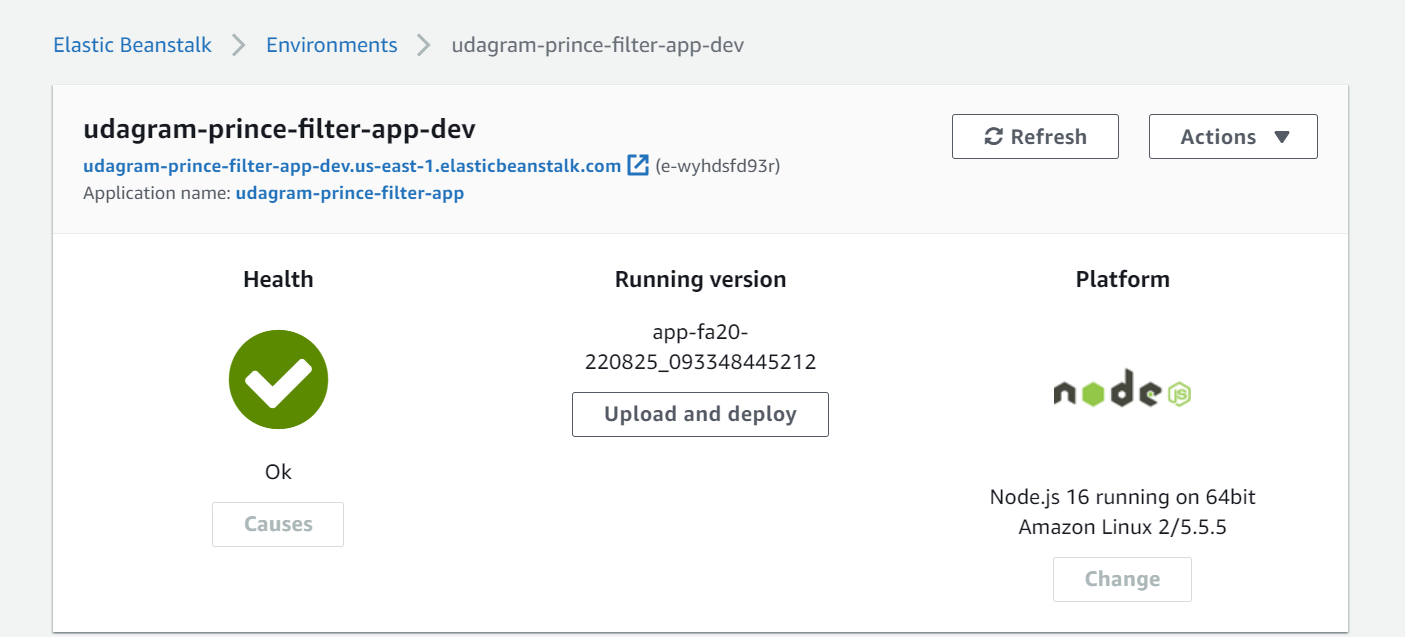 Elastic Beanstalk > Environments > udagram-prince-filter-app-dev
udagram-prince-filter-app-dev
udagram-prince-filter-app-dev.us-east-1.elasticbeanstalk.com (e-wyhdsfd93r)
Application name: udagram-prince-filter-app
Refresh
Actions
Health
Ok
Causes
Running version
app-fa20-
220825_093348445212
Upload and deploy
Platform
node JS
Node.js 16 running on 64bit
Amazon Linux 2/5.5.5
Change